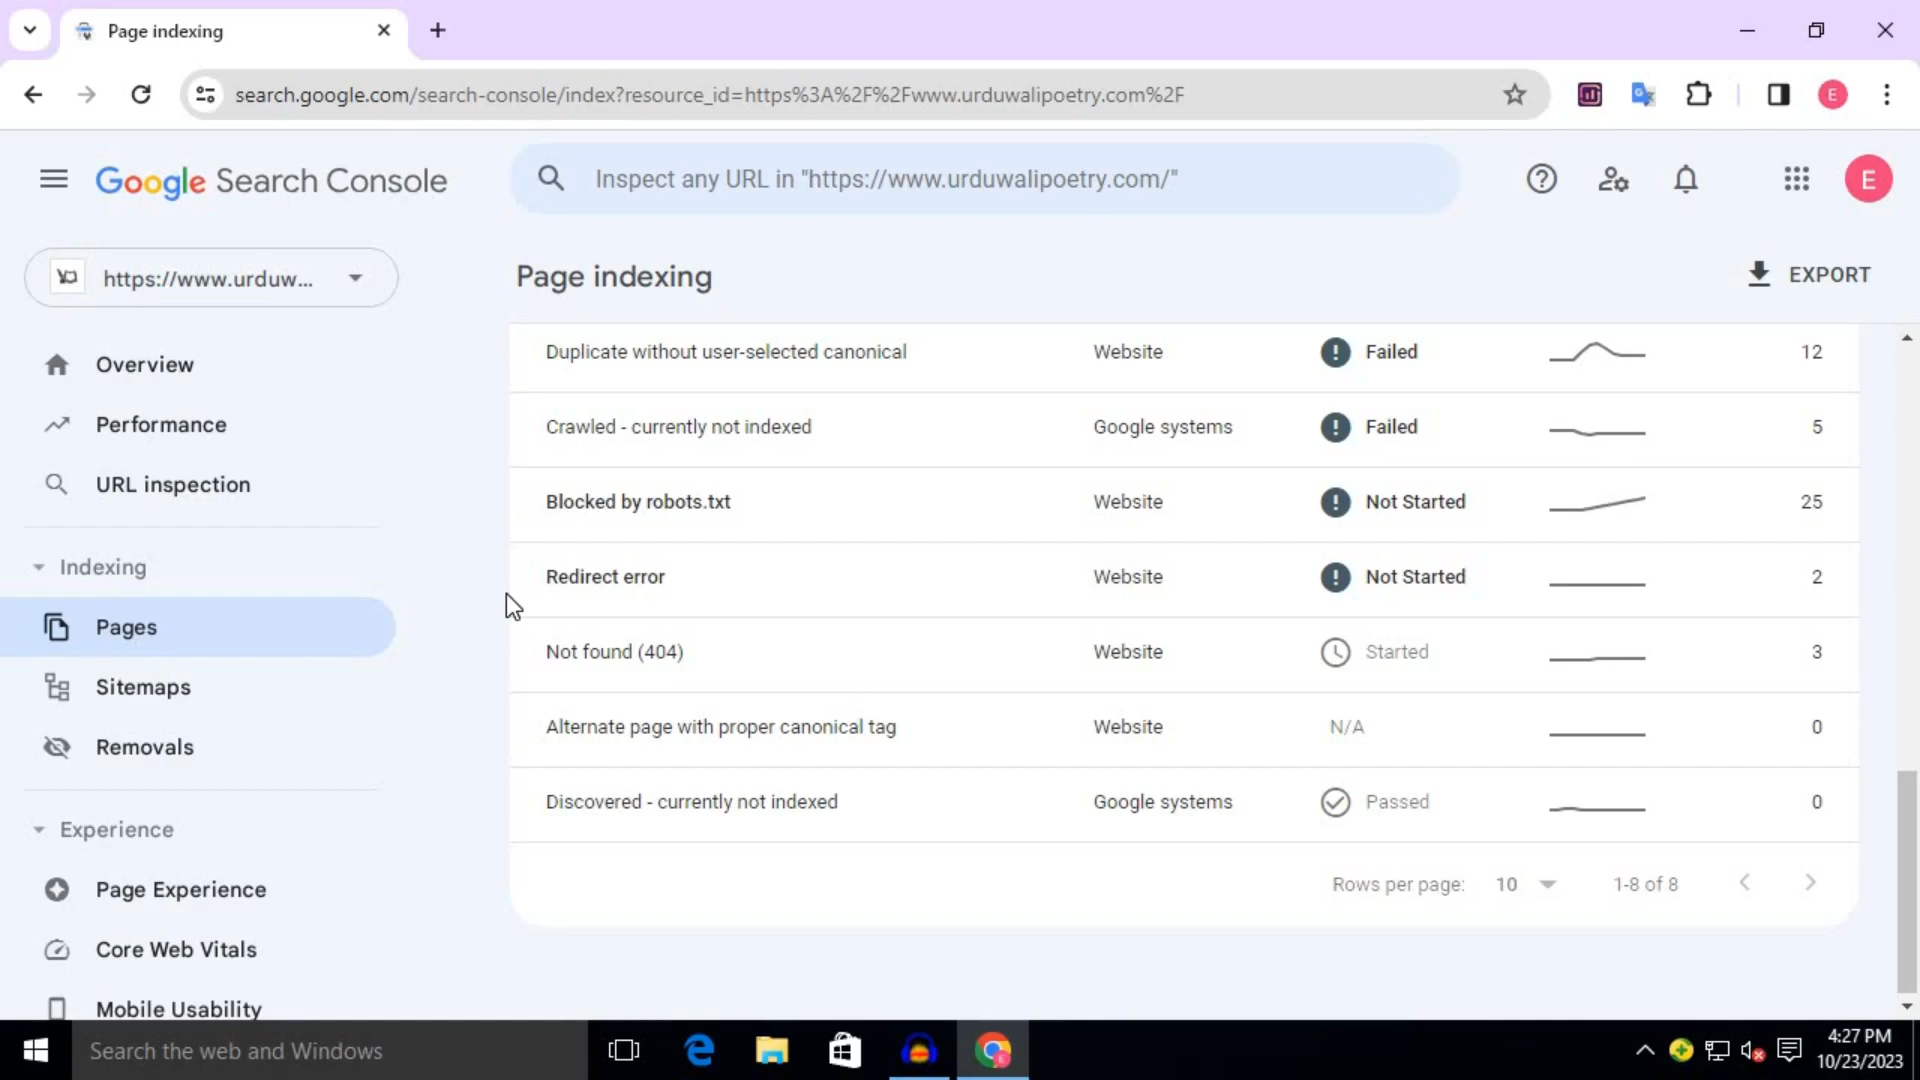 Page indexing
search.google.com/search-console/index?resource_id=https%3A%2F%2Fwww.urduwalipoetry.com%2F
E
Google Search Console
Inspect any URL in "https://www.urduwalipoetry.com/"
E
https://www.urduw...
Page indexing
EXPORT
Overview
Performance
URL inspection
Indexing
Pages
Sitemaps
Removals
Experience
Page Experience
Core Web Vitals
Mobile Usability
Duplicate without user-selected canonical Website Failed 12
Crawled - currently not indexed Google systems Failed 5
Blocked by robots.txt Website Not Started 25
Redirect error Website Not Started 2
Not found (404) Website Started 3
Alternate page with proper canonical tag Website N/A 0
Discovered - currently not indexed Google systems Passed 0
Rows per page: 10 1-8 of 8
Search the web and Windows
4:27 PM
10/23/2023